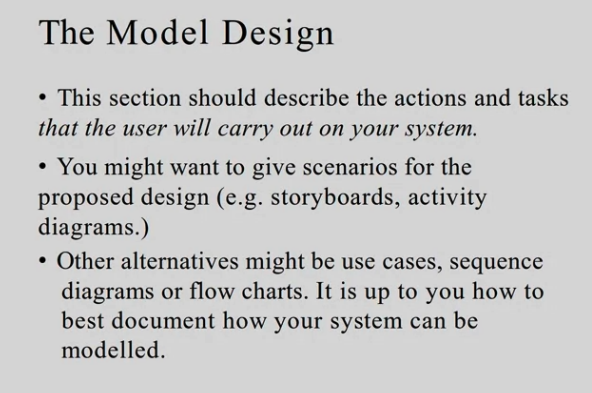 The Model Design
• This section should describe the actions and tasks
that the user will carry out on your system.
• You might want to give scenarios for the
proposed design (e.g. storyboards, activity
diagrams.)
• Other alternatives might be use cases, sequence
diagrams or flow charts. It is up to you how to
best document how your system can be
modelled.